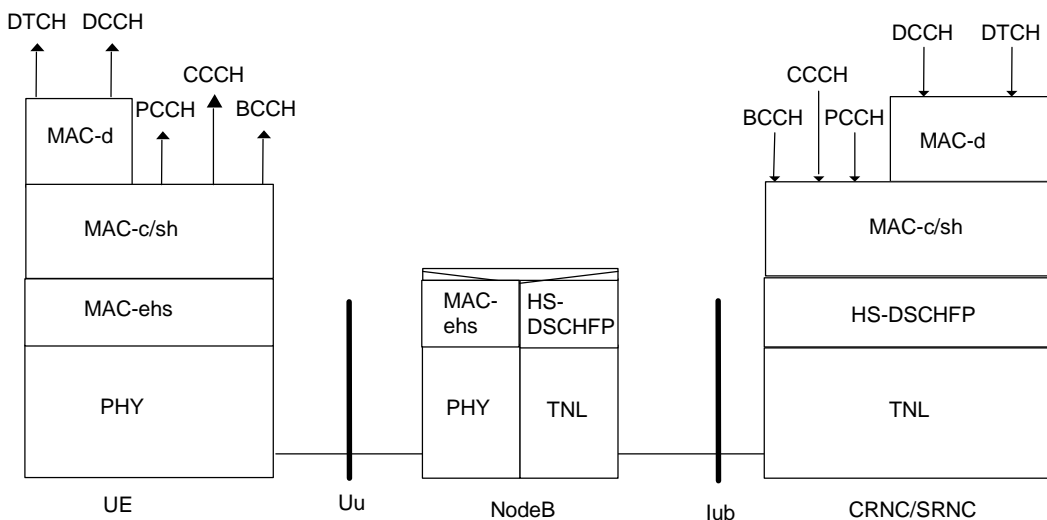 DTCH DCCH
CCCH
PCCH BCCH
MAC-d
MAC-c/sh
MAC-ehs
PHY
UE
Uu
MAC-
ehs
HS-
DSCHFP
PHY TNL
NodeB
Iub
DCCH DTCH
CCCH
BCCH PCCH
MAC-d
MAC-c/sh
HS-DSCHFP
TNL
CRNC/SRNC